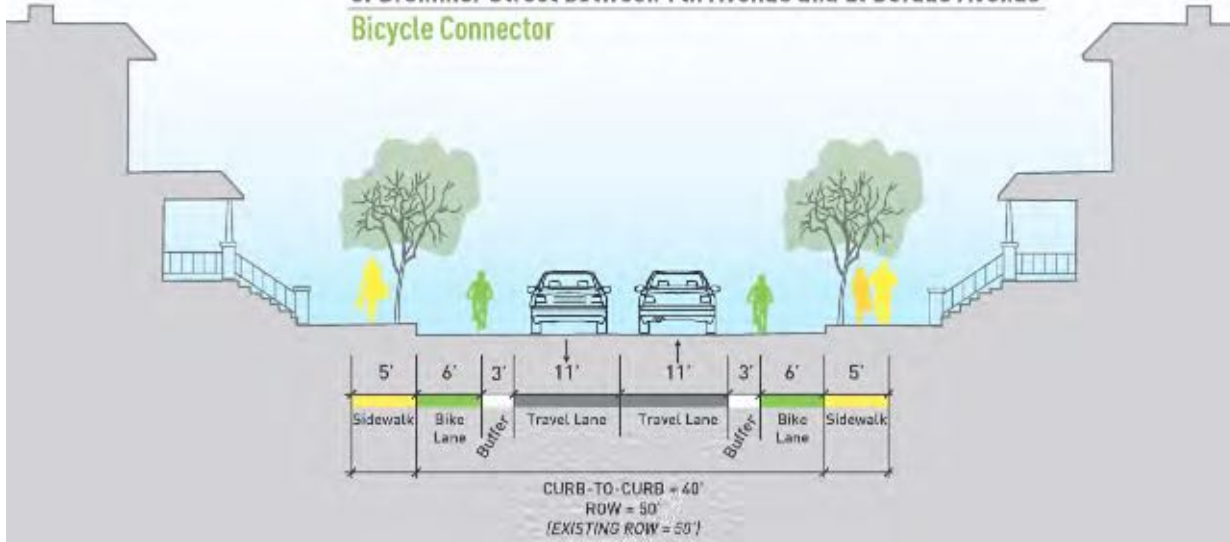 Bicycle Connector
5' 6' 3' 11' 11' 3' 6' 5'
Sidewalk Bike Lane Buffer Travel Lane Travel Lane Buffer Bike Lane Sidewalk
CURB-TO-CURB = 40'
ROW = 50'
(EXISTING ROW = 50')